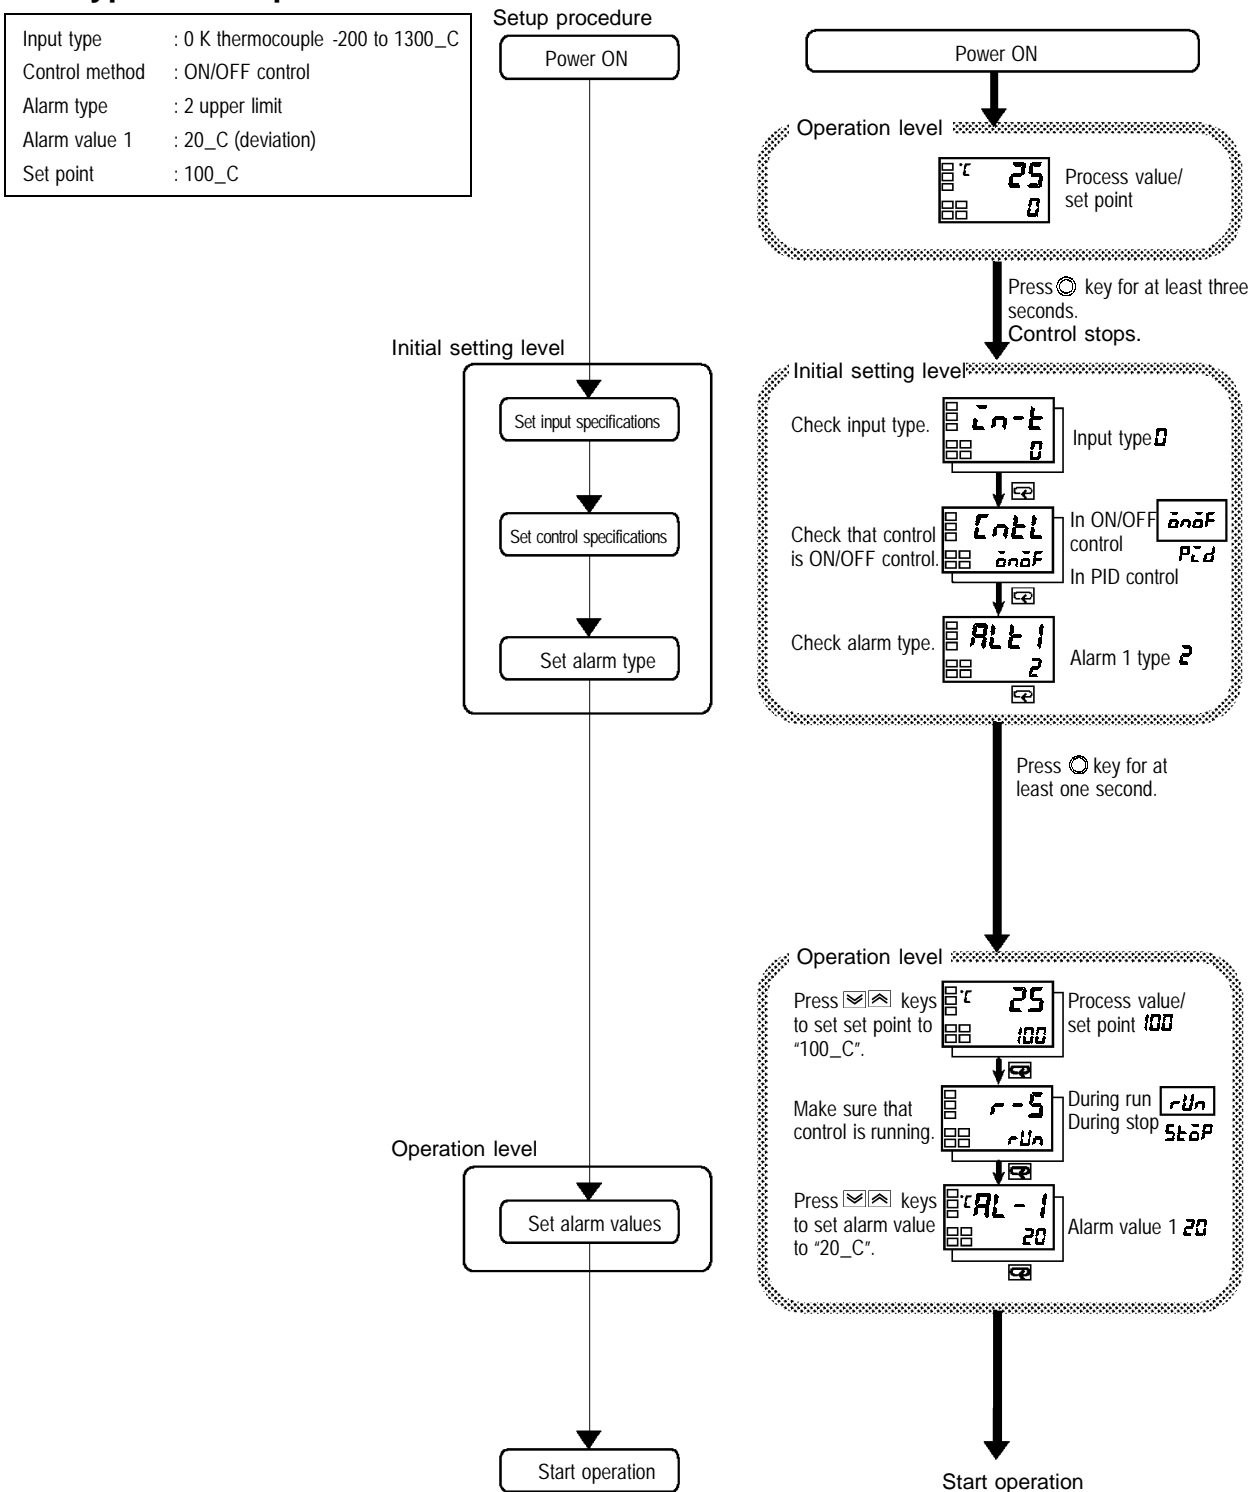 Input type : 0 K thermocouple -200 to 1300_C
Control method : ON/OFF control
Alarm type : 2 upper limit
Alarm value 1 : 20_C (deviation)
Set point : 100_C
Setup procedure
Power ON
Initial setting level
Set input specifications
Set control specifications
Set alarm type
Operation level
Set alarm values
Start operation
Power ON
Operation level
°C 25
0
Process value/
set point
Press key for at least three
seconds.
Control stops.
Initial setting level
Check input type.
in-t
0
Input type 0
Check that control
is ON/OFF control.
Cntl
onof
In ON/OFF
control
onof
pid
In PID control
Check alarm type.
ALt1
2
Alarm 1 type 2
Press key for at
least one second.
Operation level
Press keys
to set set point to
"100_C".
°C 25
100
Process value/
set point 100
Make sure that
control is running.
r-S
rUn
During run rUn
During stop Stop
Press keys
to set alarm value
to "20_C".
°C AL-1
20
Alarm value 1 20
Start operation